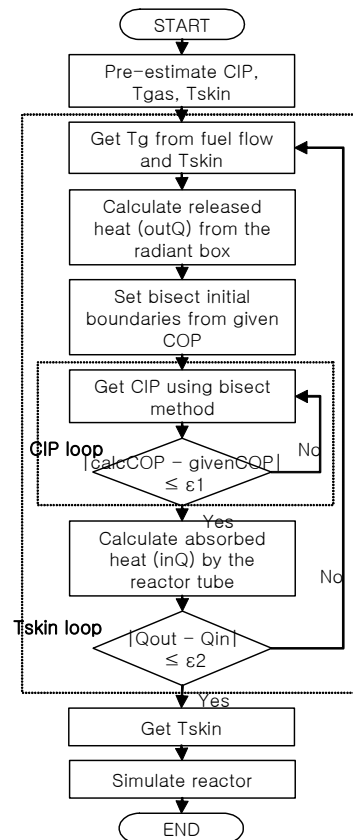 START
Pre-estimate CIP,
Tgas, Tskin
Get Tg from fuel flow
and Tskin
Calculate released
heat (outQ) from the
radiant box
Set bisect initial
boundaries from given
COP
Get CIP using bisect
method
CIP loop
No
|calcCOP - givenCOP|
≤ ε1
Yes
Calculate absorbed
heat (inQ) by the
reactor tube
No
Tskin loop
|Qout - Qin|
≤ ε2
Yes
Get Tskin
Simulate reactor
END